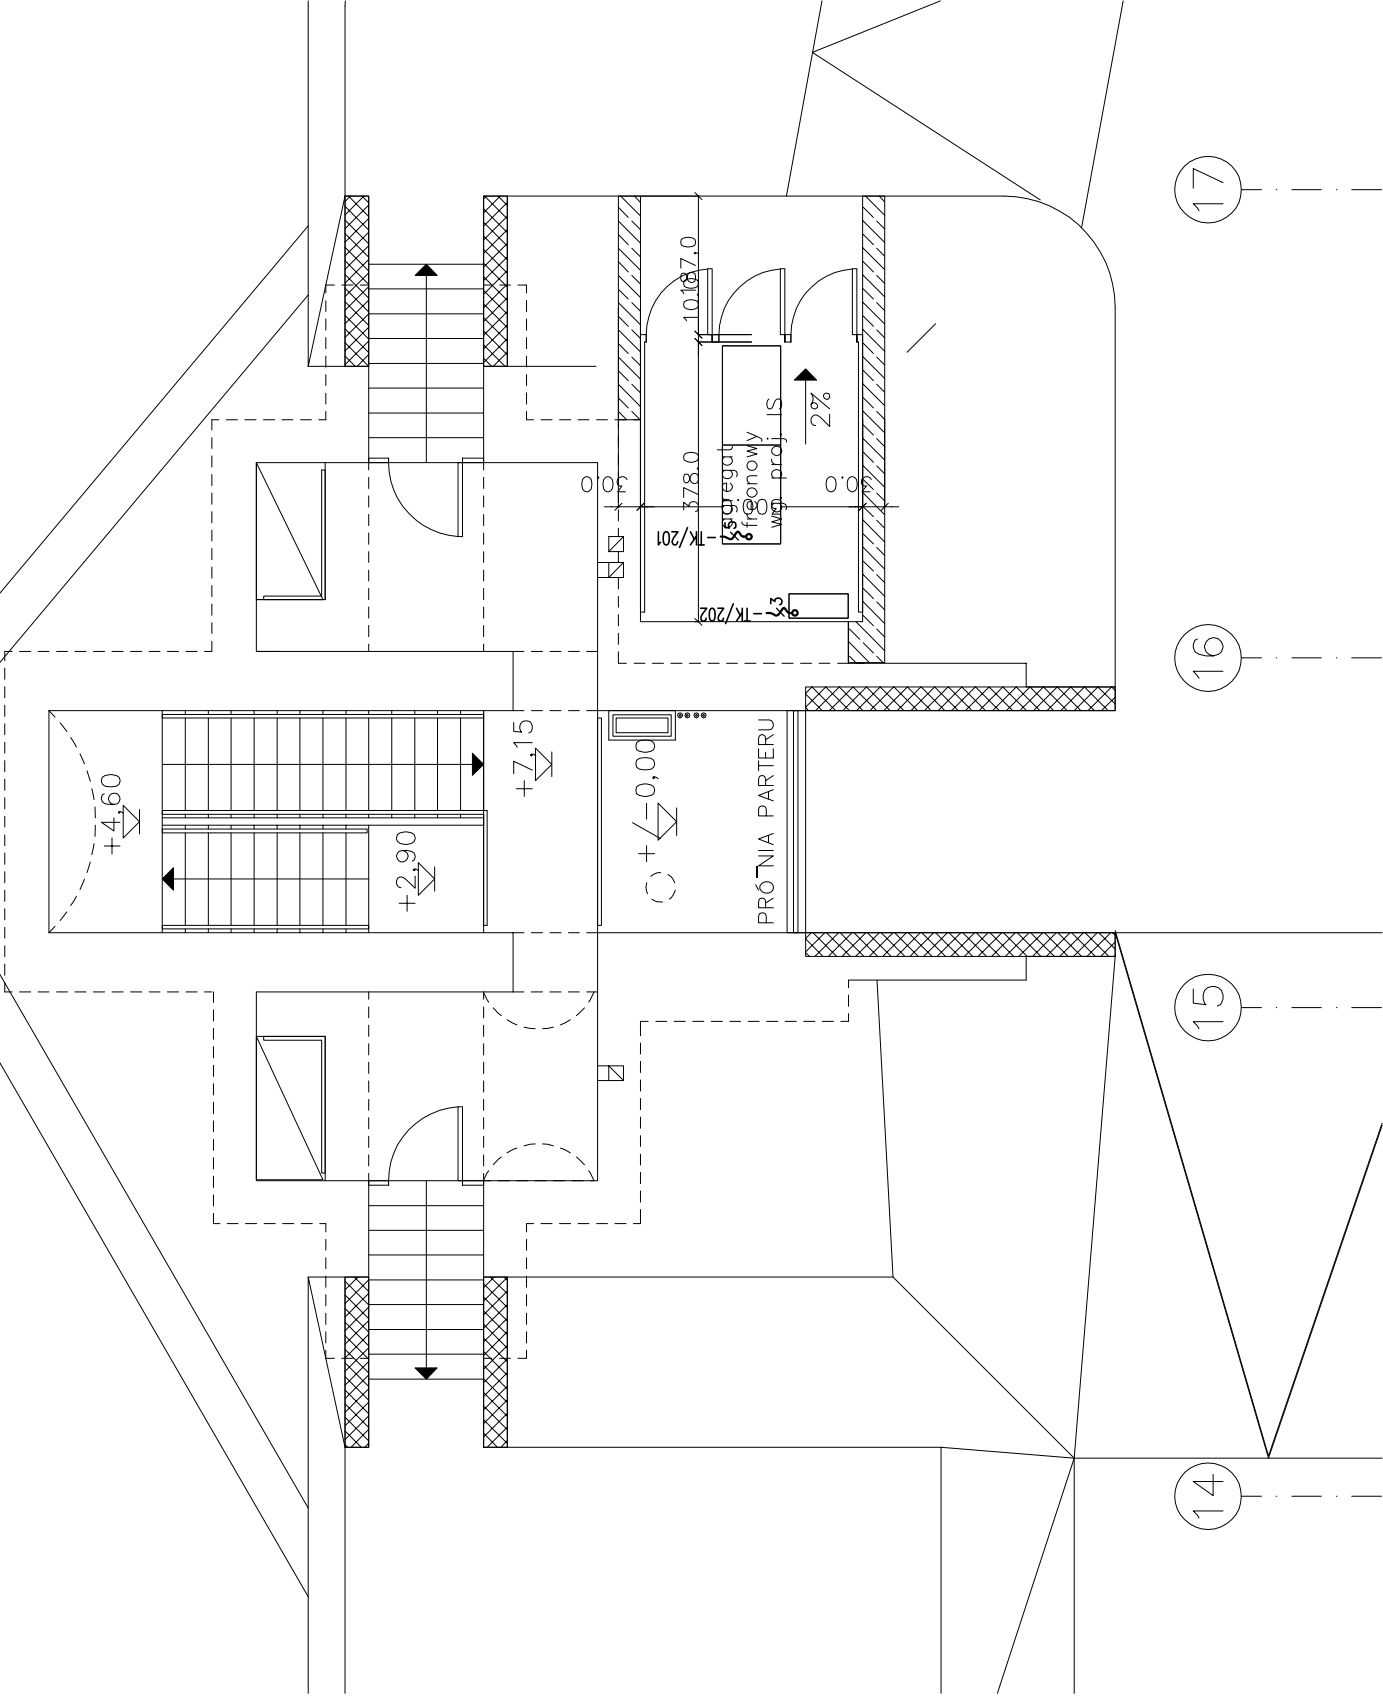 17
187,0
10,0
2%
378.0
agregat
freonowy
wg. proj. IS
30,0
30,0
-TK/201
-TK/202
16
+7,15
+/-0,00
PRÓ¬NIA PARTERU
+4,60
+2,90
15
14